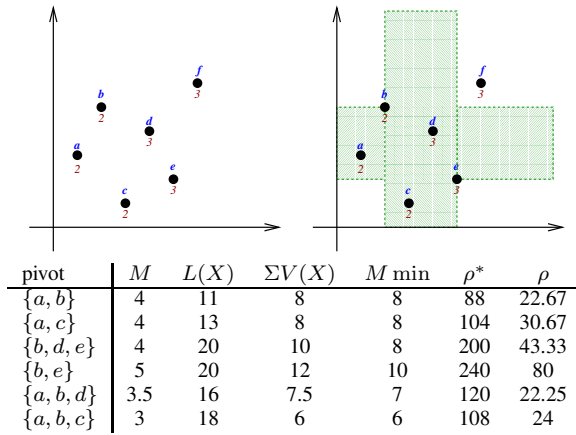 f
3
b
2
d
3
a
2
e
3
c
2
f
3
b
2
d
3
a
2
e
3
c
2
pivot M L(X) ΣV(X) M min ρ* ρ
{a, b} 4 11 8 8 88 22.67
{a, c} 4 13 8 8 104 30.67
{b, d, e} 4 20 10 8 200 43.33
{b, e} 5 20 12 10 240 80
{a, b, d} 3.5 16 7.5 7 120 22.25
{a, b, c} 3 18 6 6 108 24